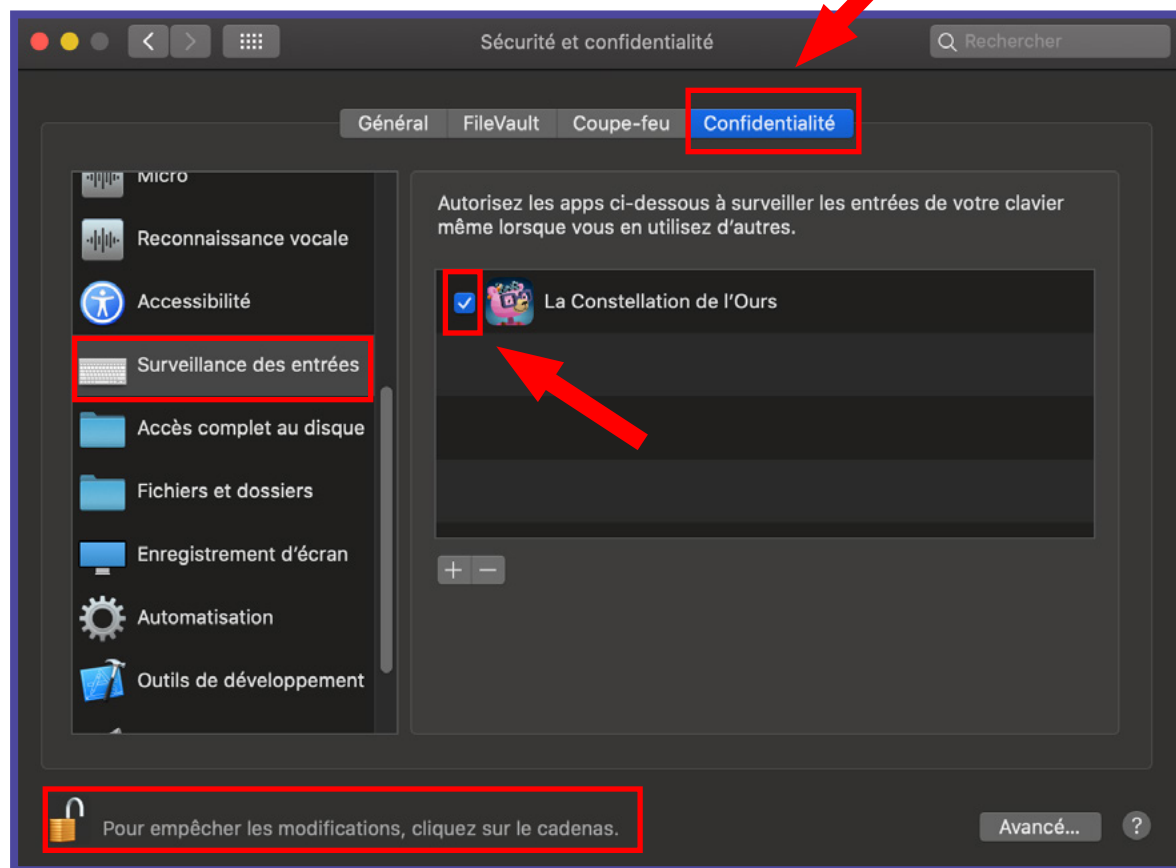 Sécurité et confidentialité
Rechercher
Général
FileVault
Coupe-feu
Confidentialité
Micro
Reconnaissance vocale
Accessibilité
Surveillance des entrées
Accès complet au disque
Fichiers et dossiers
Enregistrement d'écran
Automatisation
Outils de développement
Autorisez les apps ci-dessous à surveiller les entrées de votre clavier
même lorsque vous en utilisez d'autres.
La Constellation de l'Ours
+ −
Pour empêcher les modifications, cliquez sur le cadenas.
Avancé...
?